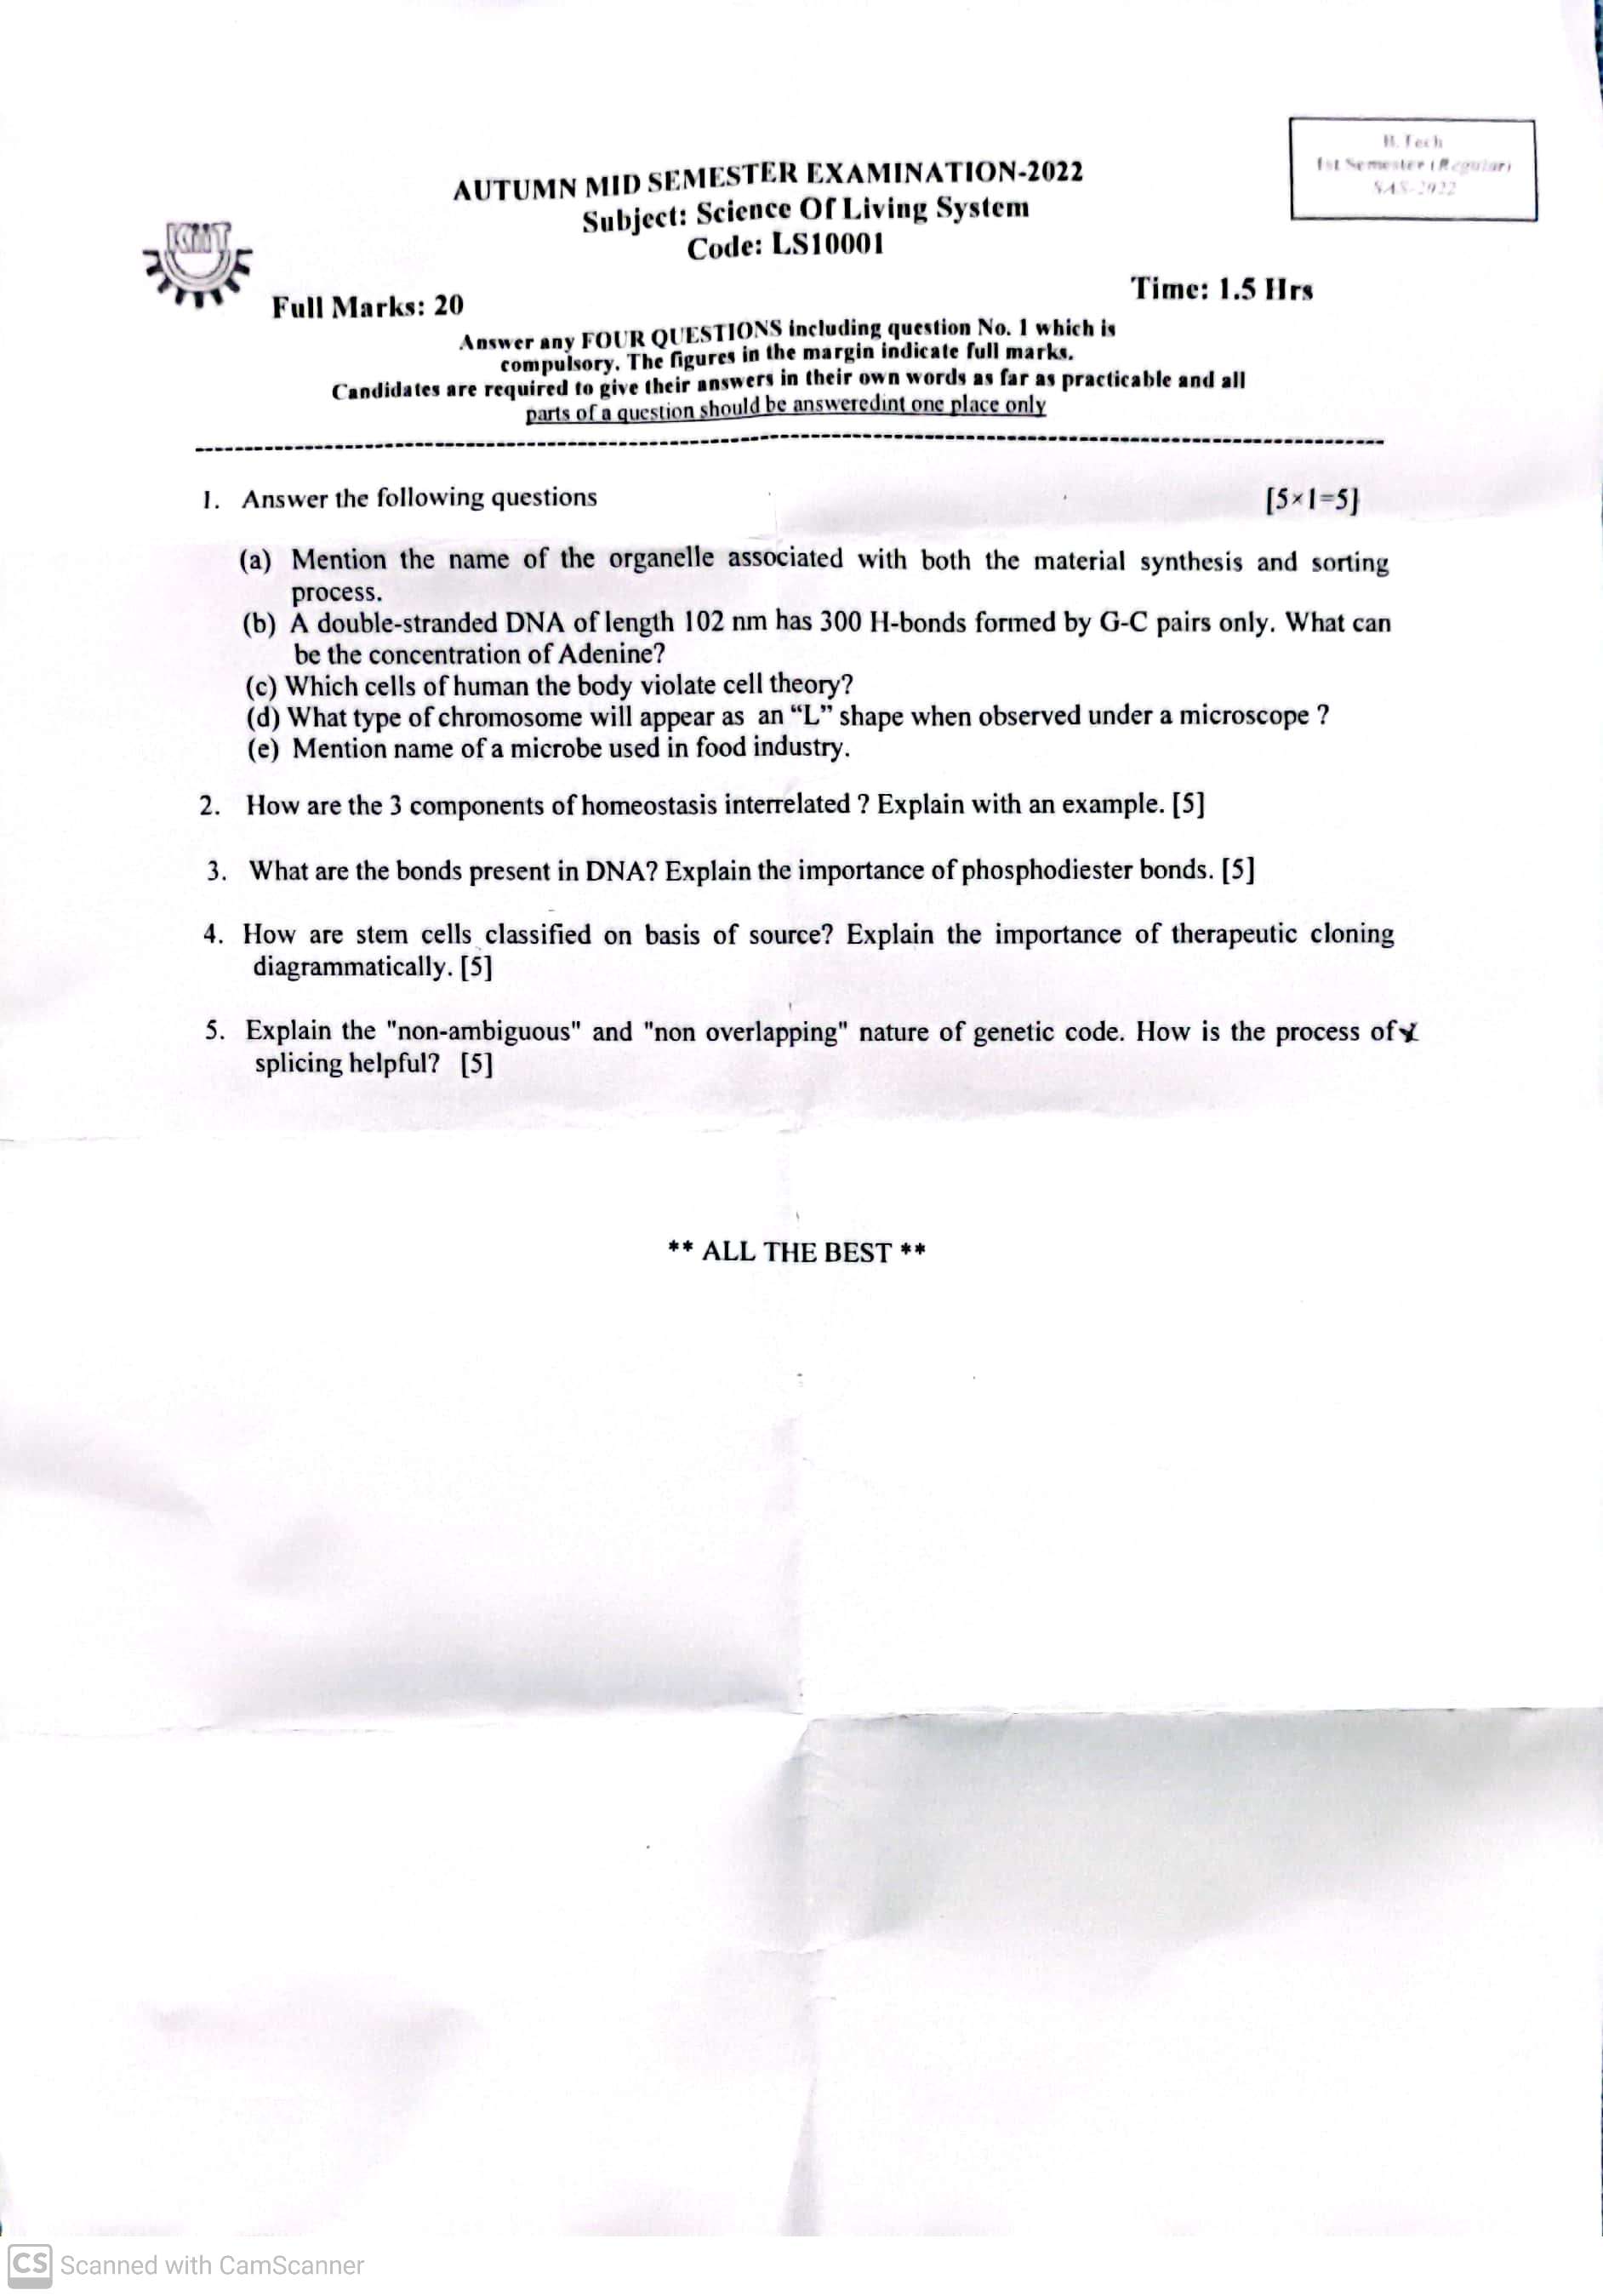 B. Tech
1st Semester (Regular)
SAS-2022
AUTUMN MID SEMESTER EXAMINATION-2022
Subject: Science Of Living System
Code: LS10001
KIIT
Time: 1.5 Hrs
Full Marks: 20
Answer any FOUR QUESTIONS including question No. 1 which is
compulsory. The figures in the margin indicate full marks.
Candidates are required to give their answers in their own words as far as practicable and all
parts of a question should be answeredint one place only
1. Answer the following questions [5×1=5]
(a) Mention the name of the organelle associated with both the material synthesis and sorting
process.
(b) A double-stranded DNA of length 102 nm has 300 H-bonds formed by G-C pairs only. What can
be the concentration of Adenine?
(c) Which cells of human the body violate cell theory?
(d) What type of chromosome will appear as an “L” shape when observed under a microscope ?
(e) Mention name of a microbe used in food industry.
2. How are the 3 components of homeostasis interrelated ? Explain with an example. [5]
3. What are the bonds present in DNA? Explain the importance of phosphodiester bonds. [5]
4. How are stem cells classified on basis of source? Explain the importance of therapeutic cloning
diagrammatically. [5]
5. Explain the "non-ambiguous" and "non overlapping" nature of genetic code. How is the process of
splicing helpful? [5]
** ALL THE BEST **
CS Scanned with CamScanner